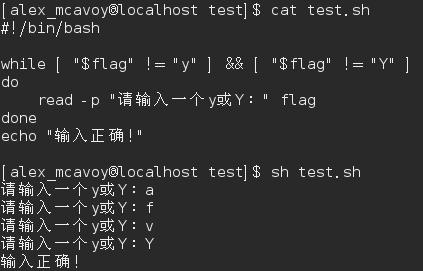 [alex_mcavoy@localhost test]$ cat test.sh
#!/bin/bash
while [ "$flag" != "y" ] && [ "$flag" != "Y" ]
do
    read -p "请输入一个y或Y: " flag
done
echo "输入正确!"
[alex_mcavoy@localhost test]$ sh test.sh
请输入一个y或Y: a
请输入一个y或Y: f
请输入一个y或Y: v
请输入一个y或Y: Y
输入正确!